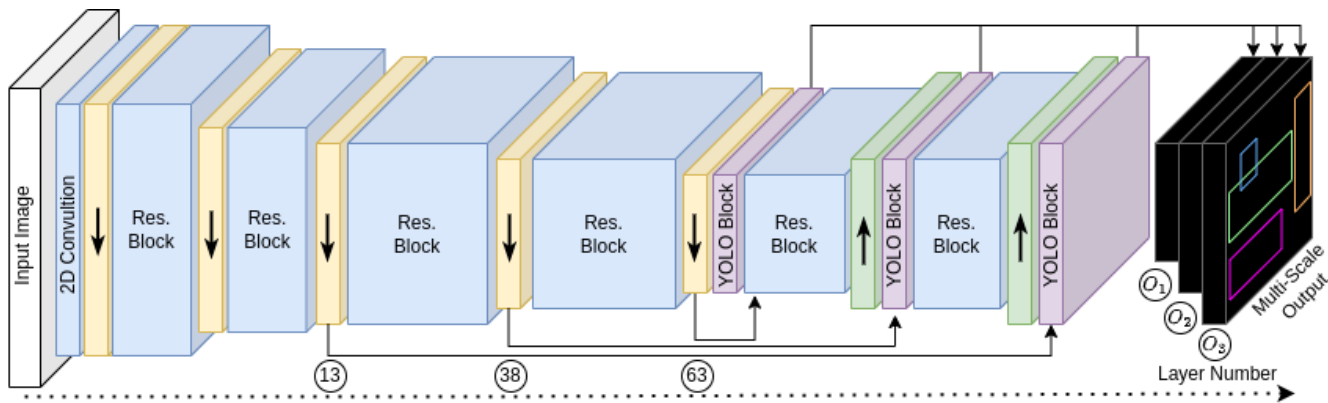 Input Image
2D Convultion
Res.
Block
Res.
Block
Res.
Block
Res.
Block
YOLO Block
Res.
Block
YOLO Block
Res.
Block
YOLO Block
O1
O2
O3
Multi-Scale
Output
13
38
63
Layer Number